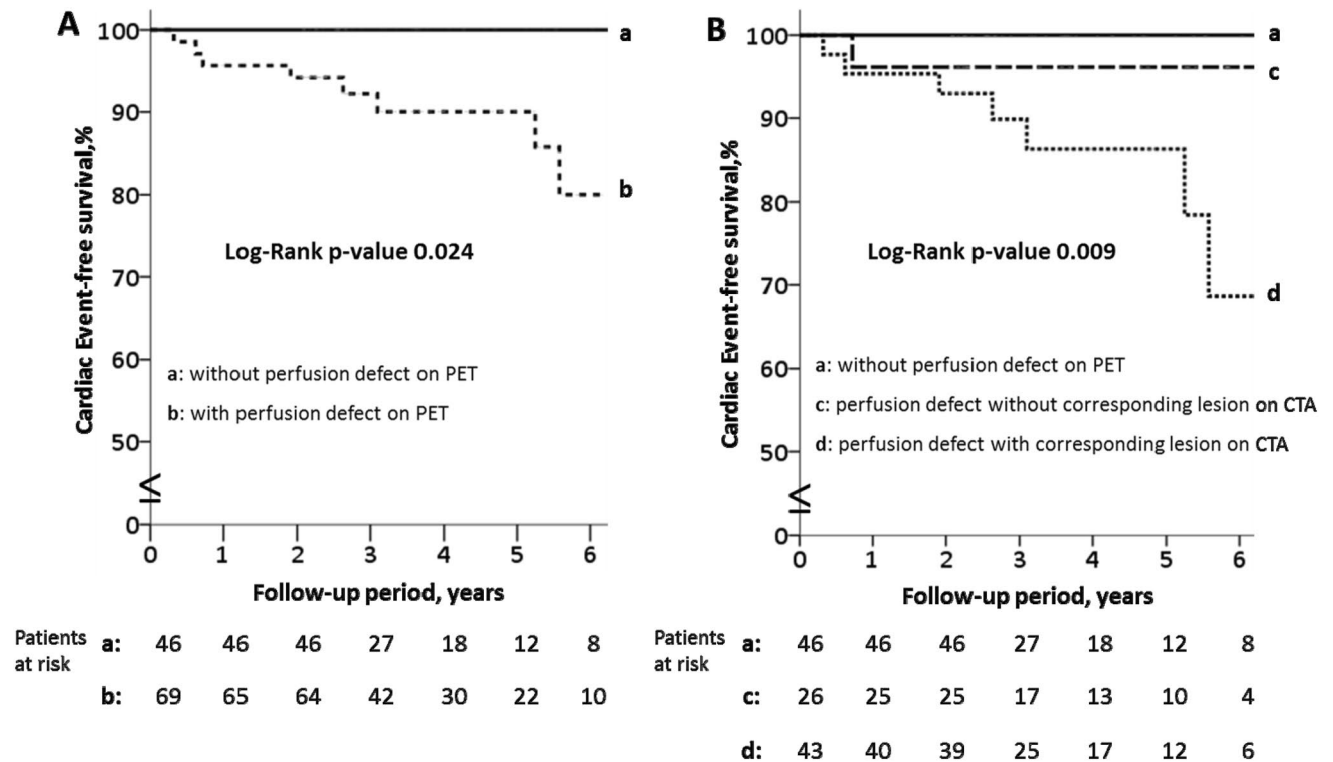 A
Cardiac Event-free survival,%
100
90
80
70
60
50
0
a
b
Log-Rank p-value 0.024
a: without perfusion defect on PET
b: with perfusion defect on PET
0 1 2 3 4 5 6
Follow-up period, years
Patients at risk
a: 46 46 46 27 18 12 8
b: 69 65 64 42 30 22 10
B
Cardiac Event-free survival,%
100
90
80
70
60
50
0
a
c
d
Log-Rank p-value 0.009
a: without perfusion defect on PET
c: perfusion defect without corresponding lesion on CTA
d: perfusion defect with corresponding lesion on CTA
0 1 2 3 4 5 6
Follow-up period, years
Patients at risk
a: 46 46 46 27 18 12 8
c: 26 25 25 17 13 10 4
d: 43 40 39 25 17 12 6